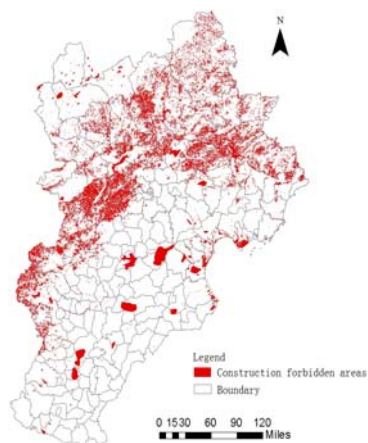 N
Legend
Construction forbidden areas
Boundary
0 1530 60 90 120
Miles